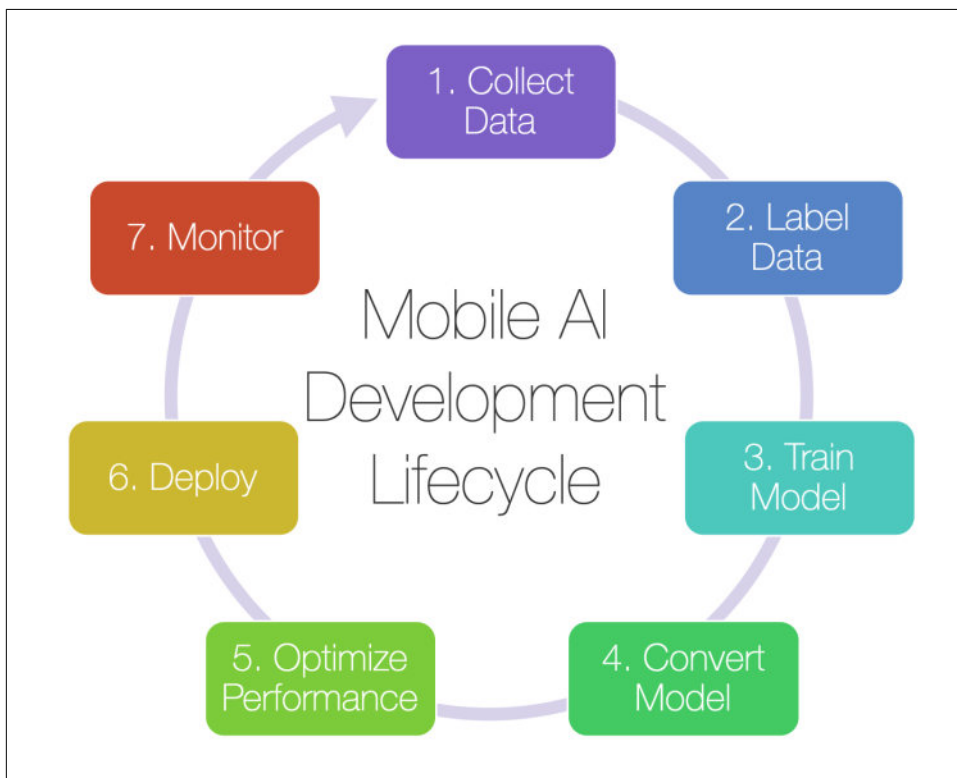 1. Collect
Data
2. Label
Data
3. Train
Model
4. Convert
Model
5. Optimize
Performance
6. Deploy
7. Monitor
Mobile AI
Development
Lifecycle